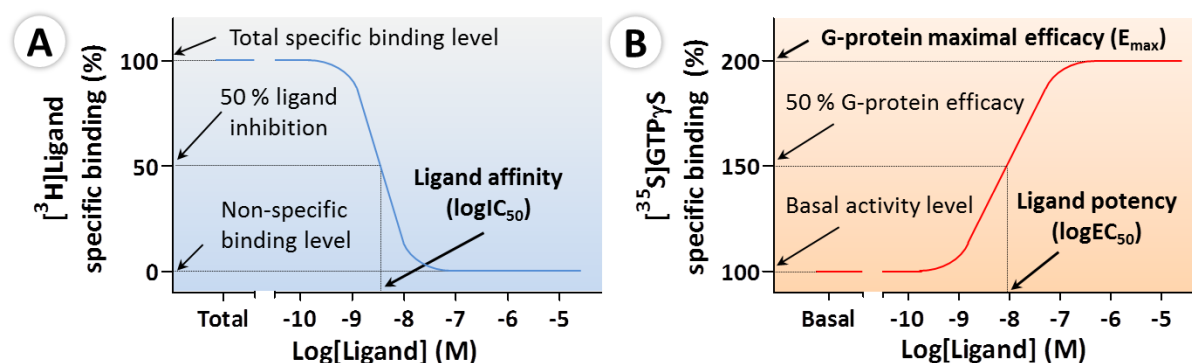 A
[³H]Ligand
specific binding (%)
100
50
0
Total specific binding level
50 % ligand
inhibition
Ligand affinity
(logIC₅₀)
Non-specific
binding level
Total
-10
-9
-8
-7
-6
-5
Log[Ligand] (M)
B
[³⁵S]GTPγS
specific binding (%)
200
150
100
G-protein maximal efficacy (Eₘₐₓ)
50 % G-protein efficacy
Basal activity level
Ligand potency
(logEC₅₀)
Basal
-10
-9
-8
-7
-6
-5
Log[Ligand] (M)